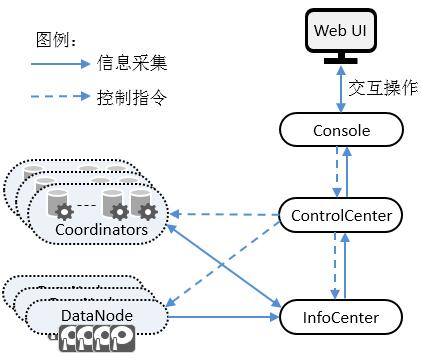 图例：
信息采集
控制指令
Web UI
交互操作
Console
ControlCenter
Coordinators
DataNode
InfoCenter